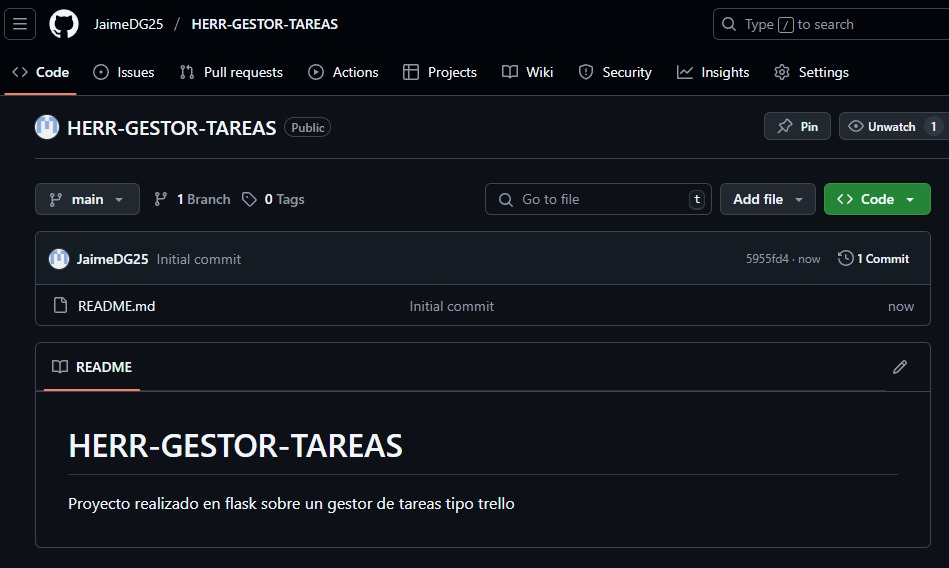 JaimeDG25 / HERR-GESTOR-TAREAS
Type / to search
Code Issues Pull requests Actions Projects Wiki Security Insights Settings
HERR-GESTOR-TAREAS Public
Pin Unwatch 1
main 1 Branch 0 Tags Go to file t Add file Code
JaimeDG25 Initial commit 5955fd4 · now 1 Commit
README.md Initial commit now
README
HERR-GESTOR-TAREAS
Proyecto realizado en flask sobre un gestor de tareas tipo trello